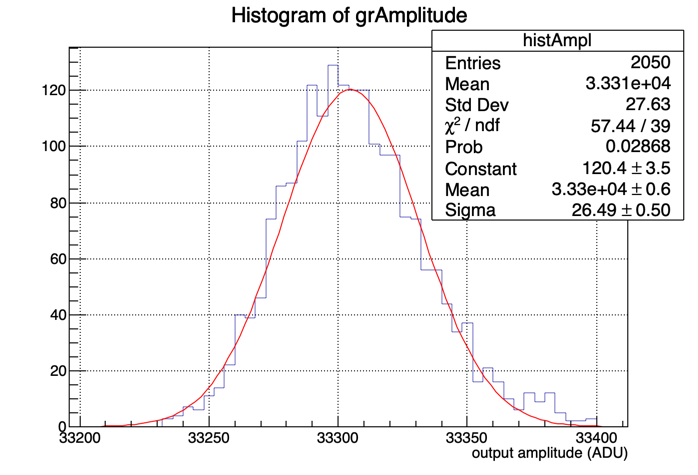 Histogram of grAmplitude
histAmpl
Entries 2050
Mean 3.331e+04
Std Dev 27.63
χ² / ndf 57.44 / 39
Prob 0.02868
Constant 120.4 ± 3.5
Mean 3.33e+04 ± 0.6
Sigma 26.49 ± 0.50
120
100
80
60
40
20
0
33200 33250 33300 33350 33400
output amplitude (ADU)